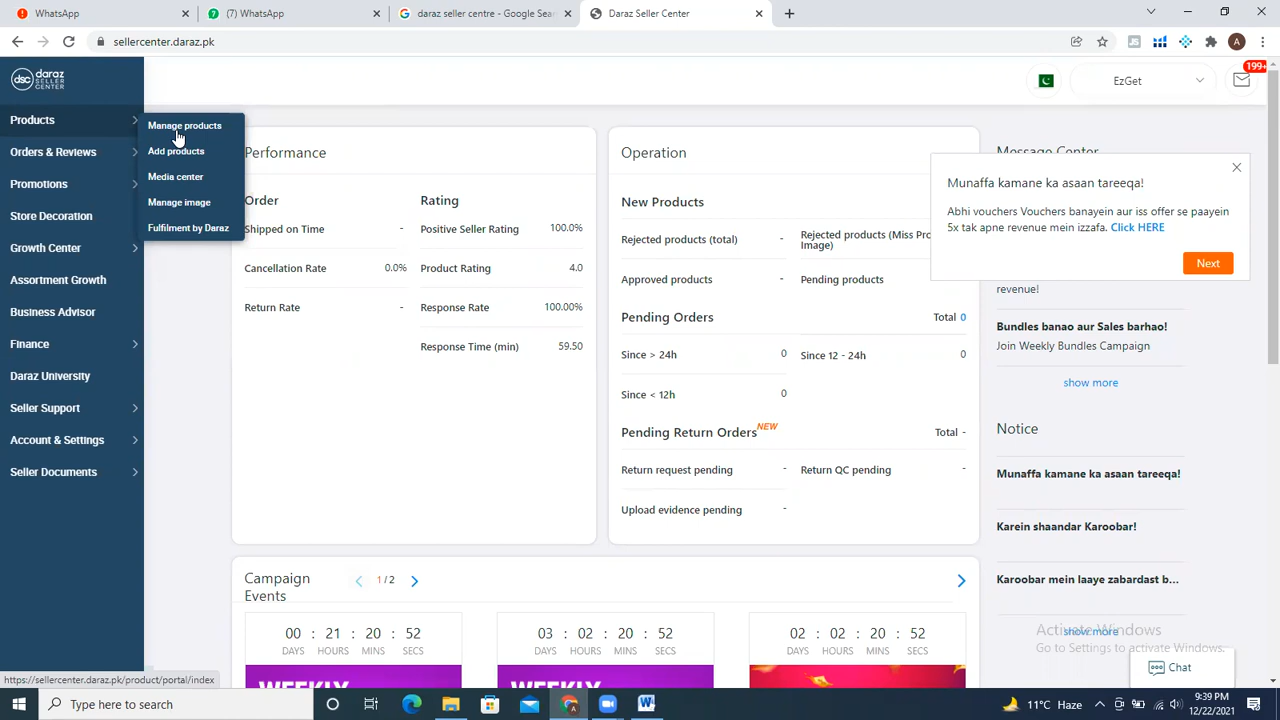 WhatsApp
(7) WhatsApp
daraz seller centre - Google Sear
Daraz Seller Center
sellercenter.daraz.pk
A
dsc daraz SELLER CENTER
EzGet
199+
Products
Orders & Reviews
Promotions
Store Decoration
Growth Center
Assortment Growth
Business Advisor
Finance
Daraz University
Seller Support
Account & Settings
Seller Documents
Manage products
Add products
Media center
Manage image
Fulfilment by Daraz
Performance
Order
Shipped on Time -
Cancellation Rate 0.0%
Return Rate -
Rating
Positive Seller Rating 100.0%
Product Rating 4.0
Response Rate 100.00%
Response Time (min) 59.50
Operation
New Products
Rejected products (total) -
Rejected products (Miss Pro
Image)
Approved products -
Pending products
Pending Orders Total 0
Since > 24h 0
Since 12 - 24h 0
Since < 12h 0
Pending Return Orders NEW Total -
Return request pending -
Return QC pending -
Upload evidence pending -
Message Center
Munaffa kamane ka asaan tareeqa!
Abhi vouchers Vouchers banayein aur iss offer se paayein
5x tak apne revenue mein izzafa. Click HERE
Next
revenue!
Bundles banao aur Sales barhao!
Join Weekly Bundles Campaign
show more
Notice
Munaffa kamane ka asaan tareeqa!
Karein shaandar Karoobar!
Karoobar mein laaye zabardast b...
show more
Campaign
Events
1 / 2
00 : 21 : 20 : 52
DAYS HOURS MINS SECS
WEEKLY
03 : 02 : 20 : 52
DAYS HOURS MINS SECS
WEEKLY
02 : 02 : 20 : 52
DAYS HOURS MINS SECS
Activate Windows
Go to Settings to activate Windows.
Chat
https://sellercenter.daraz.pk/product/portal/index
Type here to search
11°C Haze
9:39 PM
12/22/2021